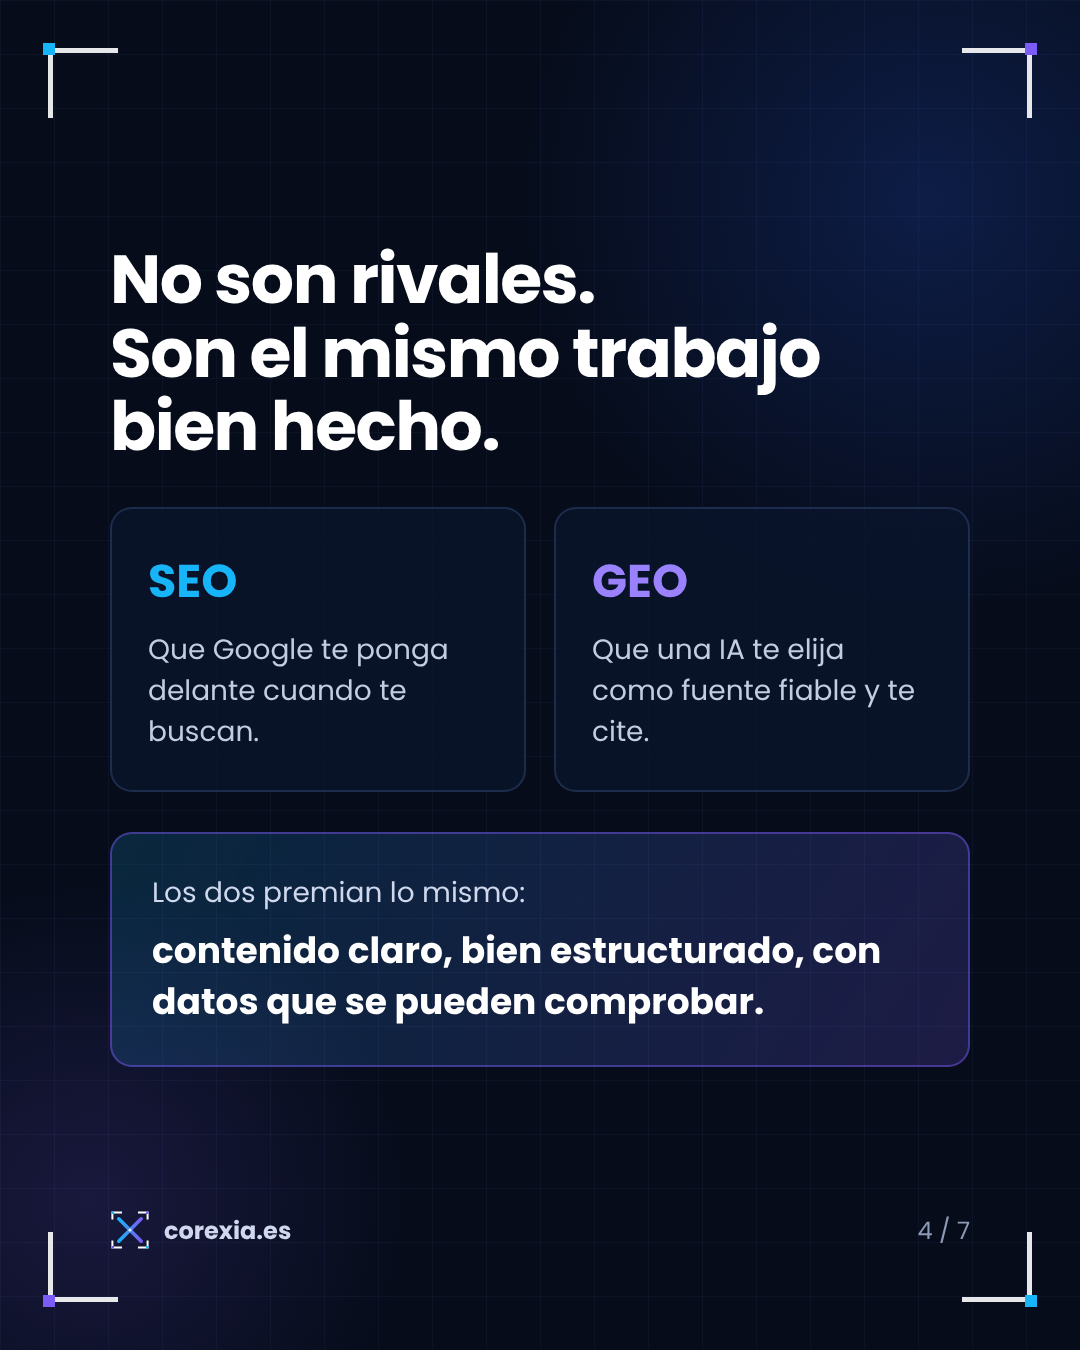 No son rivales.
Son el mismo trabajo
bien hecho.
SEO
Que Google te ponga
delante cuando te
buscan.
GEO
Que una IA te elija
como fuente fiable y te
cite.
Los dos premian lo mismo:
contenido claro, bien estructurado, con
datos que se pueden comprobar.
corexia.es
4 / 7